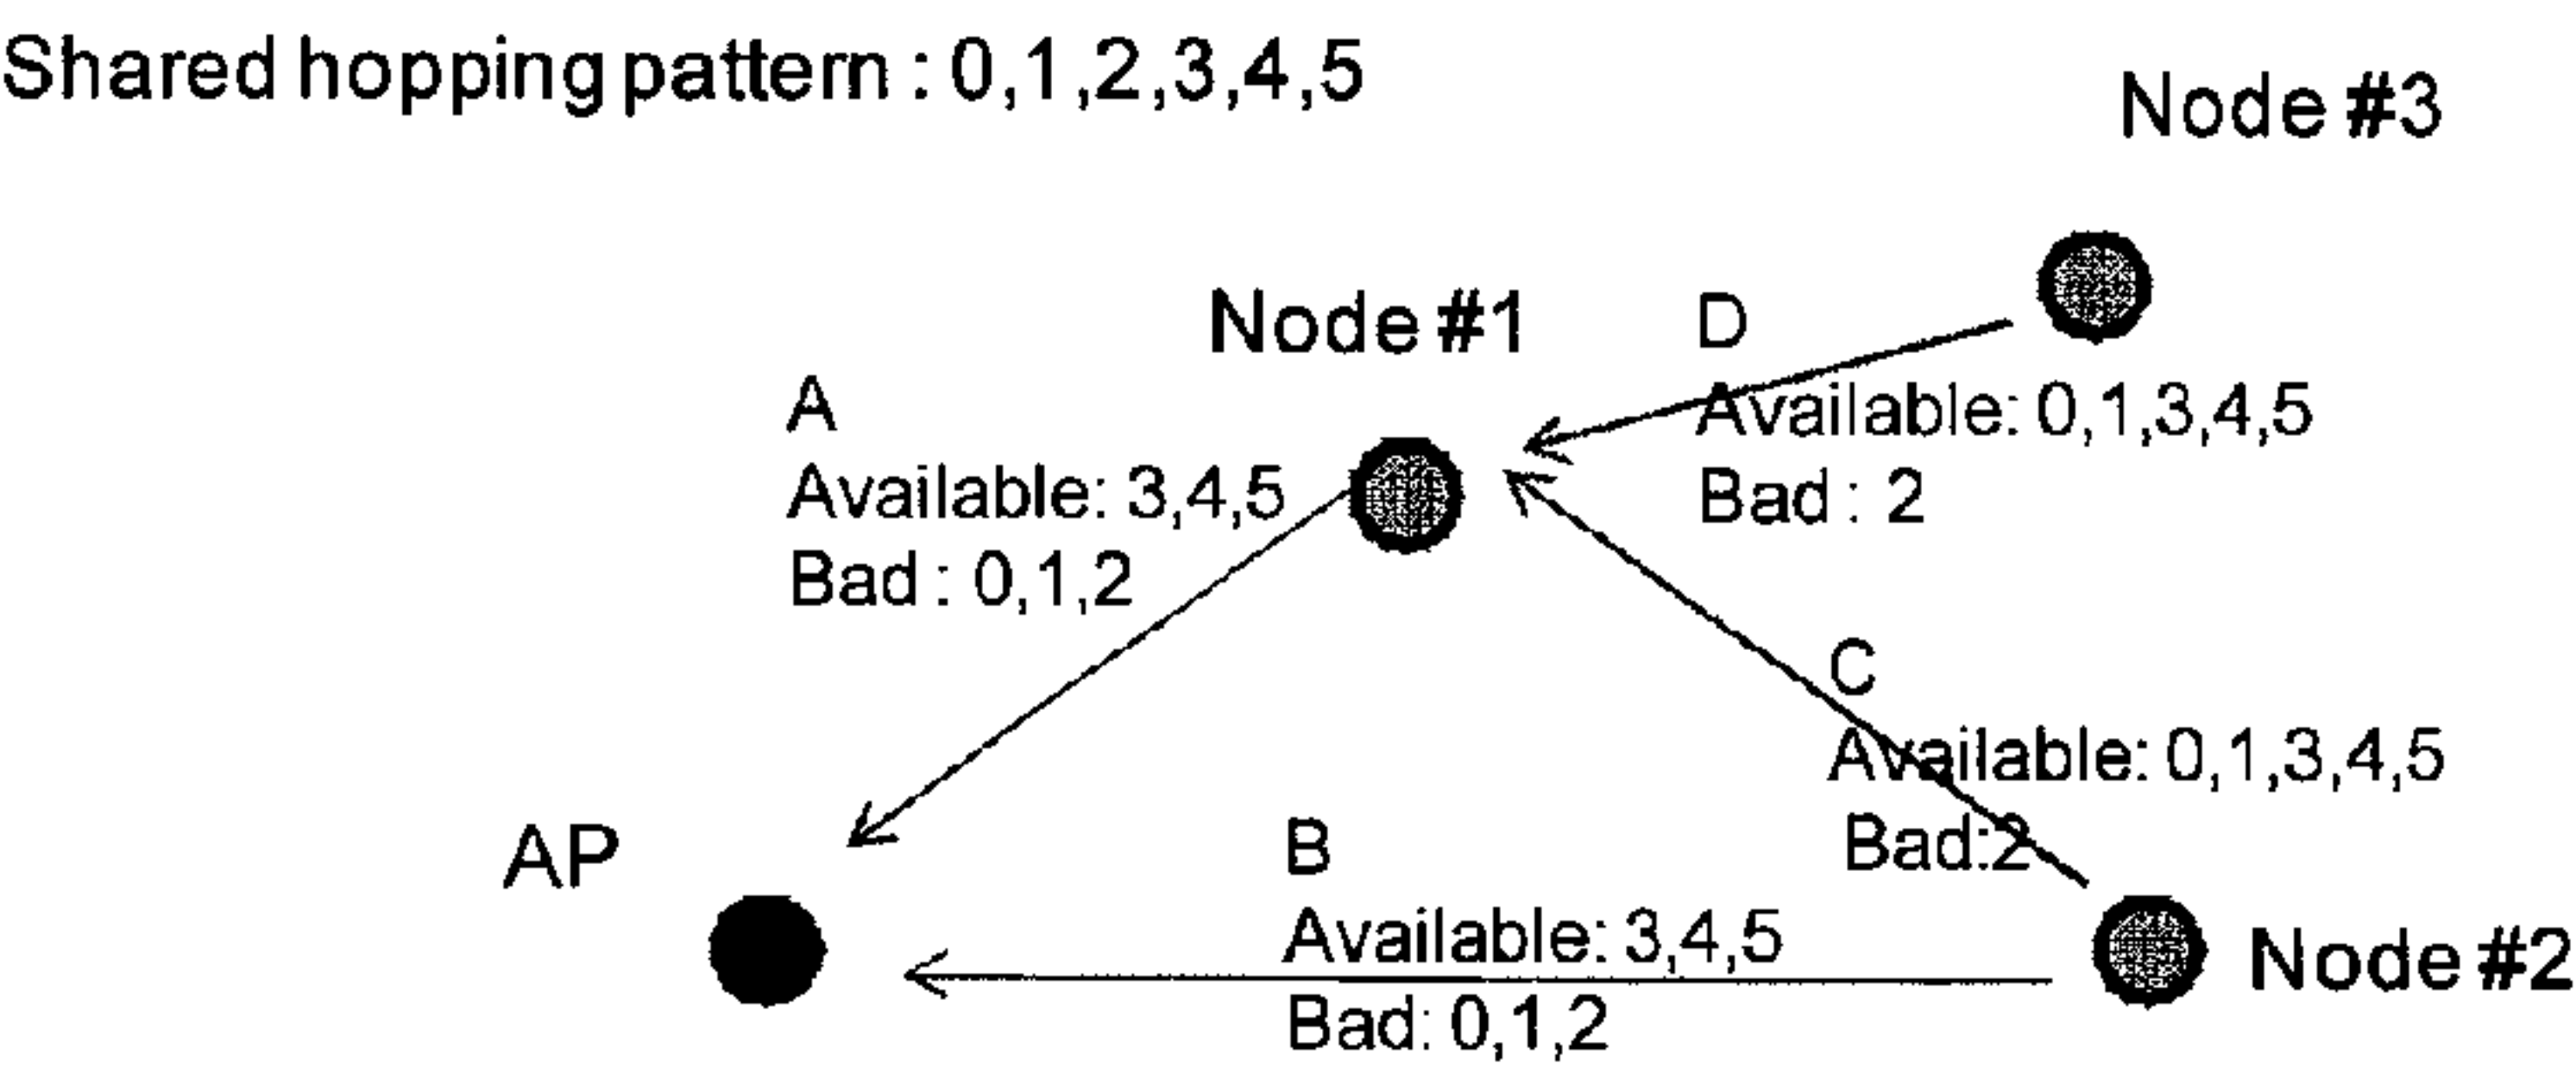 Shared hopping pattern : 0,1,2,3,4,5
Node #3
Node #1
D
Available: 0,1,3,4,5
Bad : 2
A
Available: 3,4,5
Bad : 0,1,2
C
Available: 0,1,3,4,5
Bad:2
AP
B
Available: 3,4,5
Bad: 0,1,2
Node #2